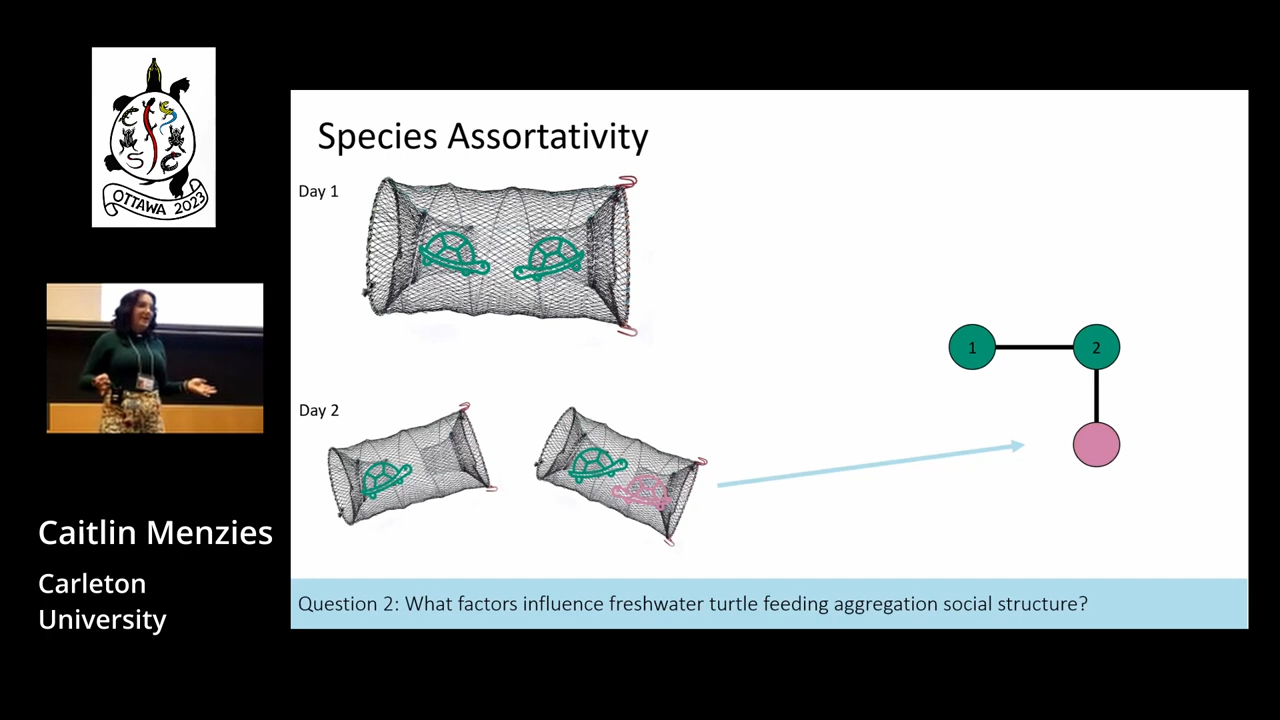 C S
S C
OTTAWA 2023
Caitlin Menzies
Carleton
University
Species Assortativity
Day 1
Day 2
1
2
Question 2: What factors influence freshwater turtle feeding aggregation social structure?